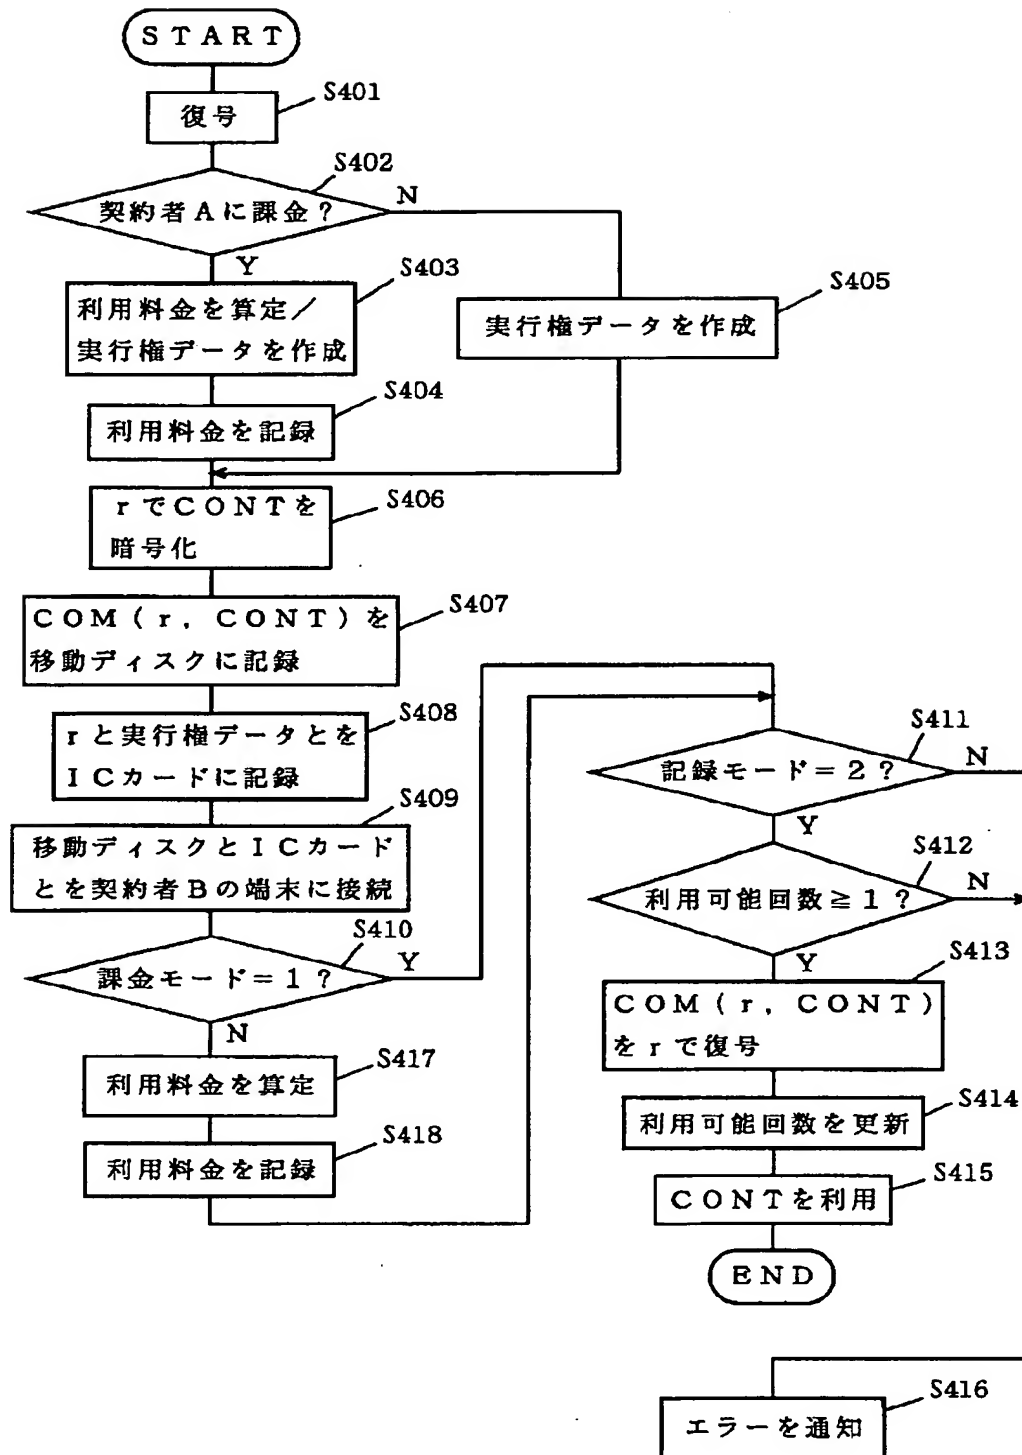 START
S401
復号
S402
契約者Aに課金?
N
Y
S403
利用料金を算定/
実行権データを作成
S405
実行権データを作成
S404
利用料金を記録
S406
rでCONTを
暗号化
S407
COM(r, CONT)を
移動ディスクに記録
S408
rと実行権データとを
ICカードに記録
S409
移動ディスクとICカード
とを契約者Bの端末に接続
S410
課金モード=1?
Y
N
S417
利用料金を算定
S418
利用料金を記録
S411
記録モード=2?
N
Y
S412
利用可能回数≧1?
N
Y
S413
COM(r, CONT)
をrで復号
S414
利用可能回数を更新
S415
CONTを利用
END
S416
エラーを通知